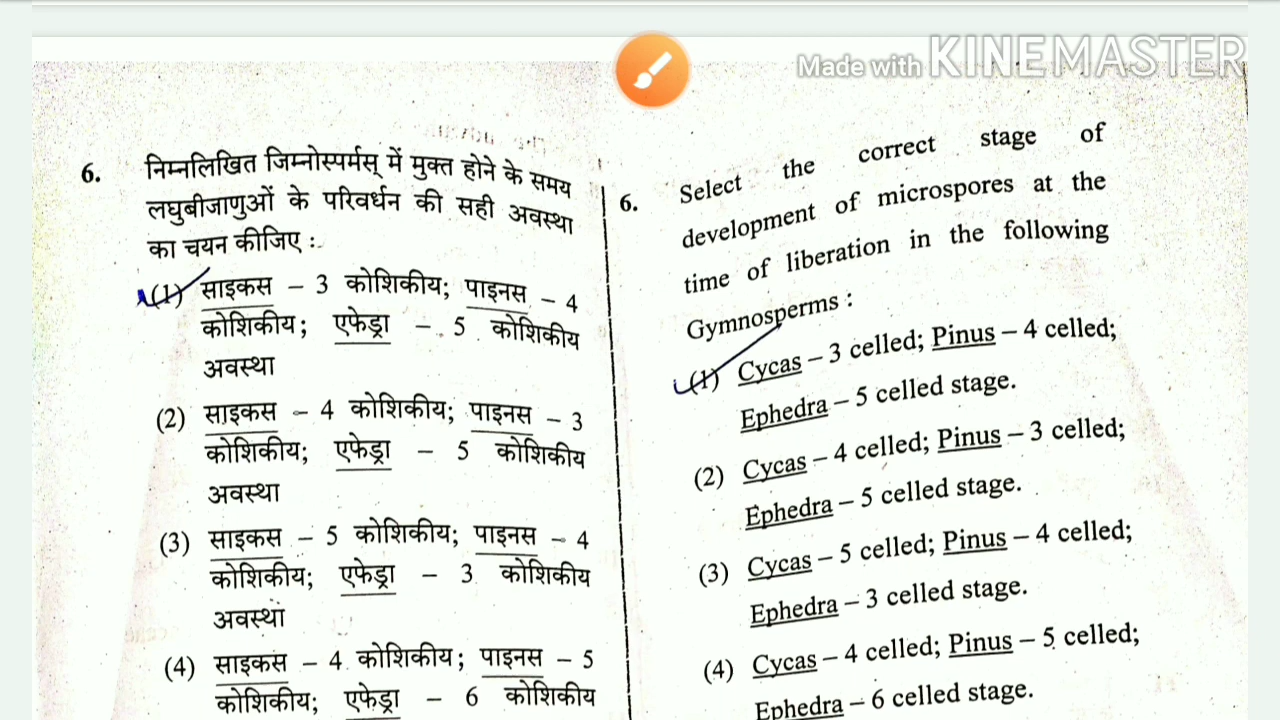 Made with KINEMASTER
6. निम्नलिखित जिम्नोस्पर्मस् में मुक्त होने के समय
लघुबीजाणुओं के परिवर्धन की सही अवस्था
का चयन कीजिए :
(1) साइकस – 3 कोशिकीय; पाइनस – 4
कोशिकीय; एफेड्रा – 5 कोशिकीय
अवस्था
(2) साइकस – 4 कोशिकीय; पाइनस – 3
कोशिकीय; एफेड्रा – 5 कोशिकीय
अवस्था
(3) साइकस – 5 कोशिकीय; पाइनस – 4
कोशिकीय; एफेड्रा – 3 कोशिकीय
अवस्था
(4) साइकस – 4 कोशिकीय; पाइनस – 5
कोशिकीय; एफेड्रा – 6 कोशिकीय
6. Select the correct stage of
development of microspores at the
time of liberation in the following
Gymnosperms :
(1) Cycas – 3 celled; Pinus – 4 celled;
Ephedra – 5 celled stage.
(2) Cycas – 4 celled; Pinus – 3 celled;
Ephedra – 5 celled stage.
(3) Cycas – 5 celled; Pinus – 4 celled;
Ephedra – 3 celled stage.
(4) Cycas – 4 celled; Pinus – 5 celled;
Ephedra – 6 celled stage.